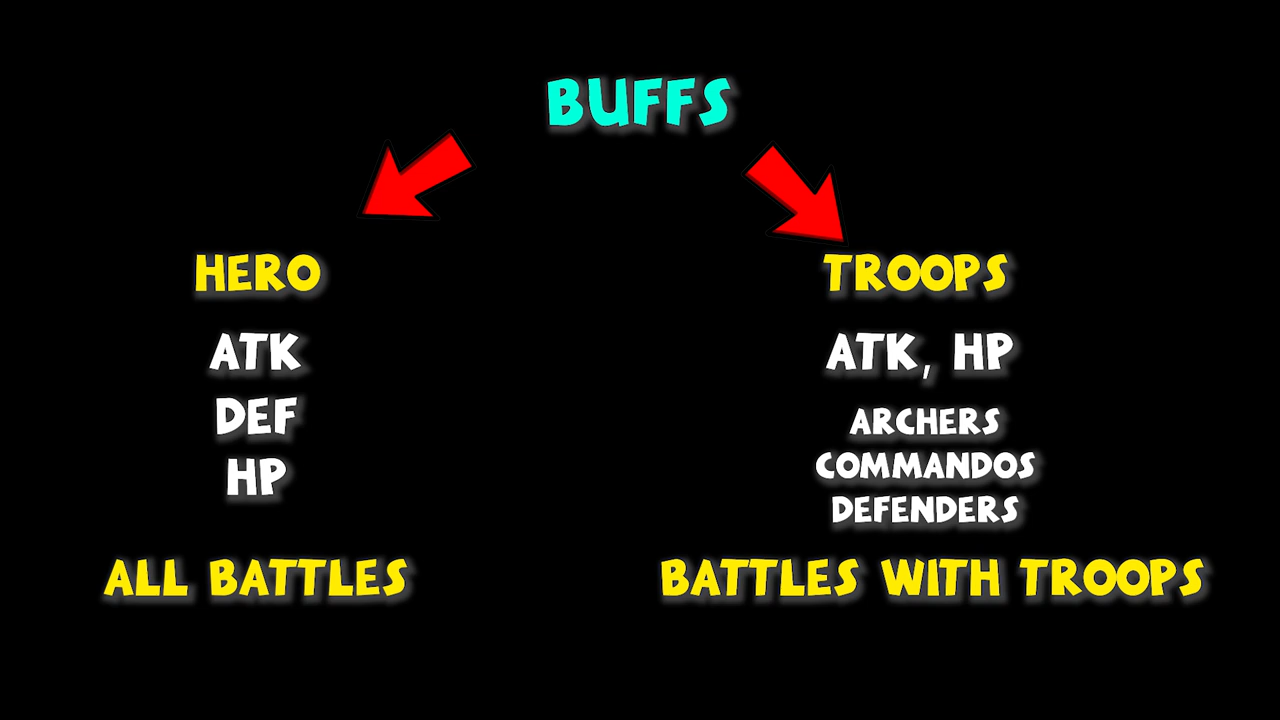 BUFFS
HERO
ATK
DEF
HP
ALL BATTLES
TROOPS
ATK, HP
ARCHERS
COMMANDOS
DEFENDERS
BATTLES WITH TROOPS